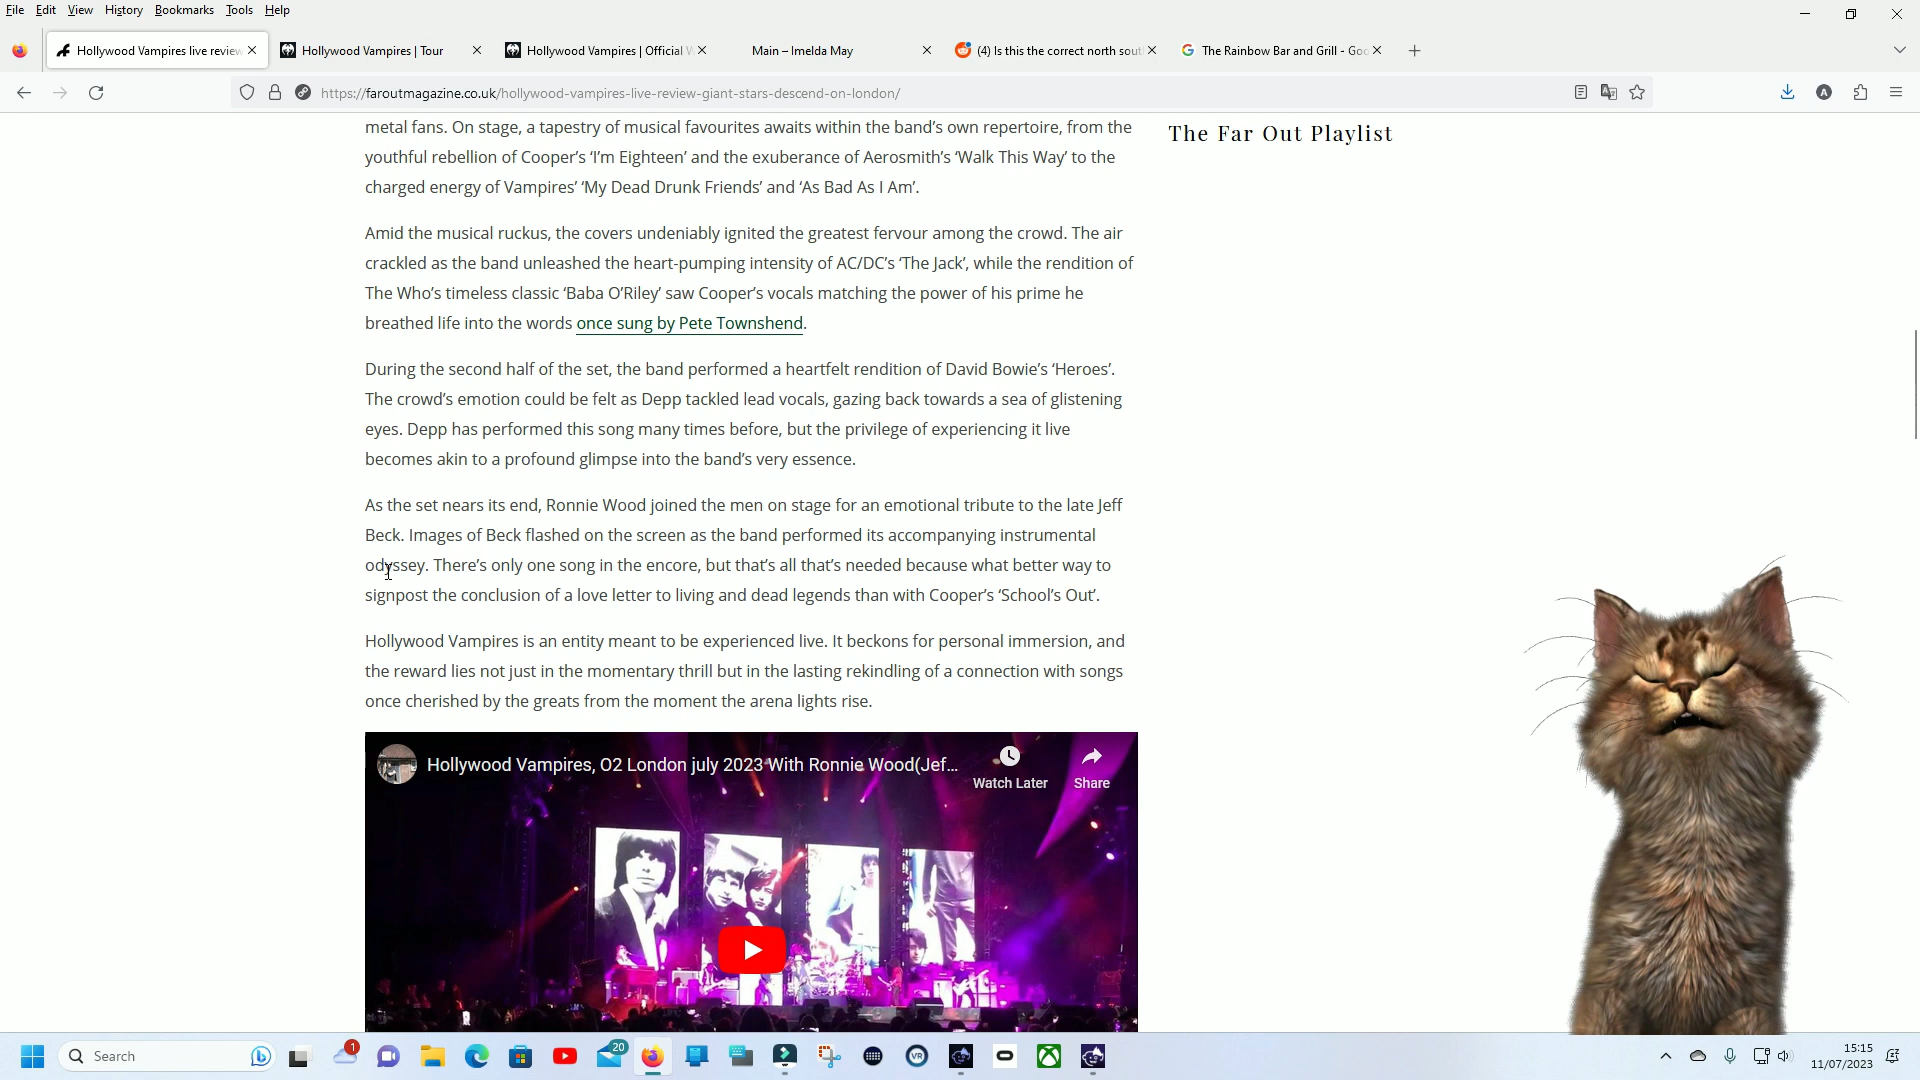 File Edit View History Bookmarks Tools Help
Hollywood Vampires live review
Hollywood Vampires | Tour
Hollywood Vampires | Official
Main – Imelda May
(4) Is this the correct north sout
The Rainbow Bar and Grill - Goo
https://faroutmagazine.co.uk/hollywood-vampires-live-review-giant-stars-descend-on-london/
A
The Far Out Playlist
metal fans. On stage, a tapestry of musical favourites awaits within the band's own repertoire, from the
youthful rebellion of Cooper's 'I'm Eighteen' and the exuberance of Aerosmith's 'Walk This Way' to the
charged energy of Vampires' 'My Dead Drunk Friends' and 'As Bad As I Am'.
Amid the musical ruckus, the covers undeniably ignited the greatest fervour among the crowd. The air
crackled as the band unleashed the heart-pumping intensity of AC/DC's 'The Jack', while the rendition of
The Who's timeless classic 'Baba O'Riley' saw Cooper's vocals matching the power of his prime he
breathed life into the words once sung by Pete Townshend.
During the second half of the set, the band performed a heartfelt rendition of David Bowie's 'Heroes'.
The crowd's emotion could be felt as Depp tackled lead vocals, gazing back towards a sea of glistening
eyes. Depp has performed this song many times before, but the privilege of experiencing it live
becomes akin to a profound glimpse into the band's very essence.
As the set nears its end, Ronnie Wood joined the men on stage for an emotional tribute to the late Jeff
Beck. Images of Beck flashed on the screen as the band performed its accompanying instrumental
odyssey. There's only one song in the encore, but that's all that's needed because what better way to
signpost the conclusion of a love letter to living and dead legends than with Cooper's 'School's Out'.
Hollywood Vampires is an entity meant to be experienced live. It beckons for personal immersion, and
the reward lies not just in the momentary thrill but in the lasting rekindling of a connection with songs
once cherished by the greats from the moment the arena lights rise.
Hollywood Vampires, O2 London july 2023 With Ronnie Wood(Jef...
Watch Later
Share
Search
1
20
VR
15:15
11/07/2023